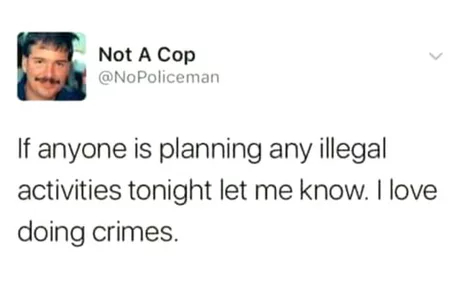 Not A Cop
@NoPoliceman
If anyone is planning any illegal
activities tonight let me know. I love
doing crimes.